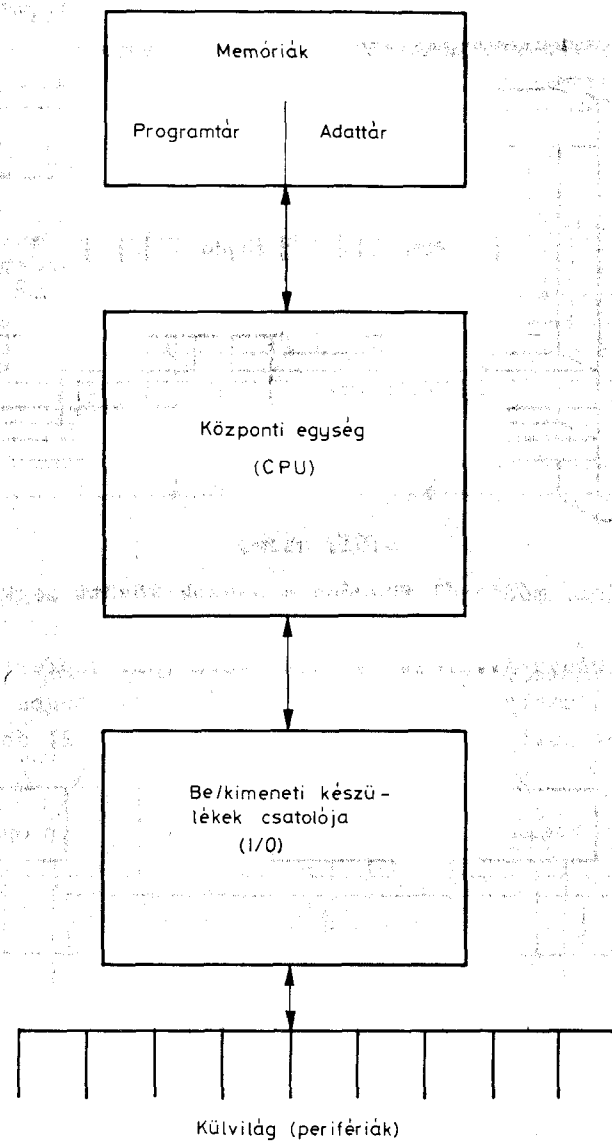 Memóriák
Programtár Adattár
Központi egység
(CPU)
Be/kimeneti készü-
lékek csatolója
(I/O)
Külvilág (perifériák)